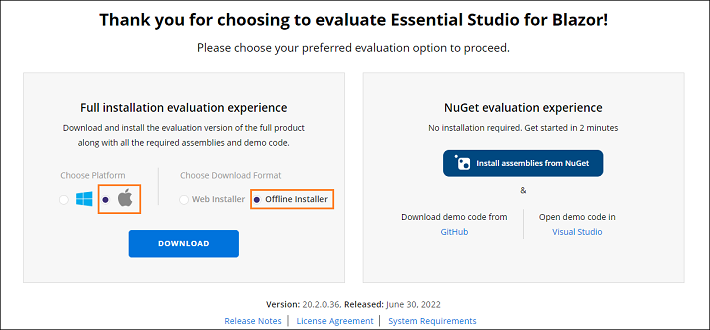 Thank you for choosing to evaluate Essential Studio for Blazor!
Please choose your preferred evaluation option to proceed.
Full installation evaluation experience
Download and install the evaluation version of the full product
along with all the required assemblies and demo code.
Choose Platform
Choose Download Format
Web Installer
Offline Installer
DOWNLOAD
NuGet evaluation experience
No installation required. Get started in 2 minutes
Install assemblies from NuGet
&
Download demo code from
GitHub
Open demo code in
Visual Studio
Version: 20.2.0.36, Released: June 30, 2022
Release Notes | License Agreement | System Requirements